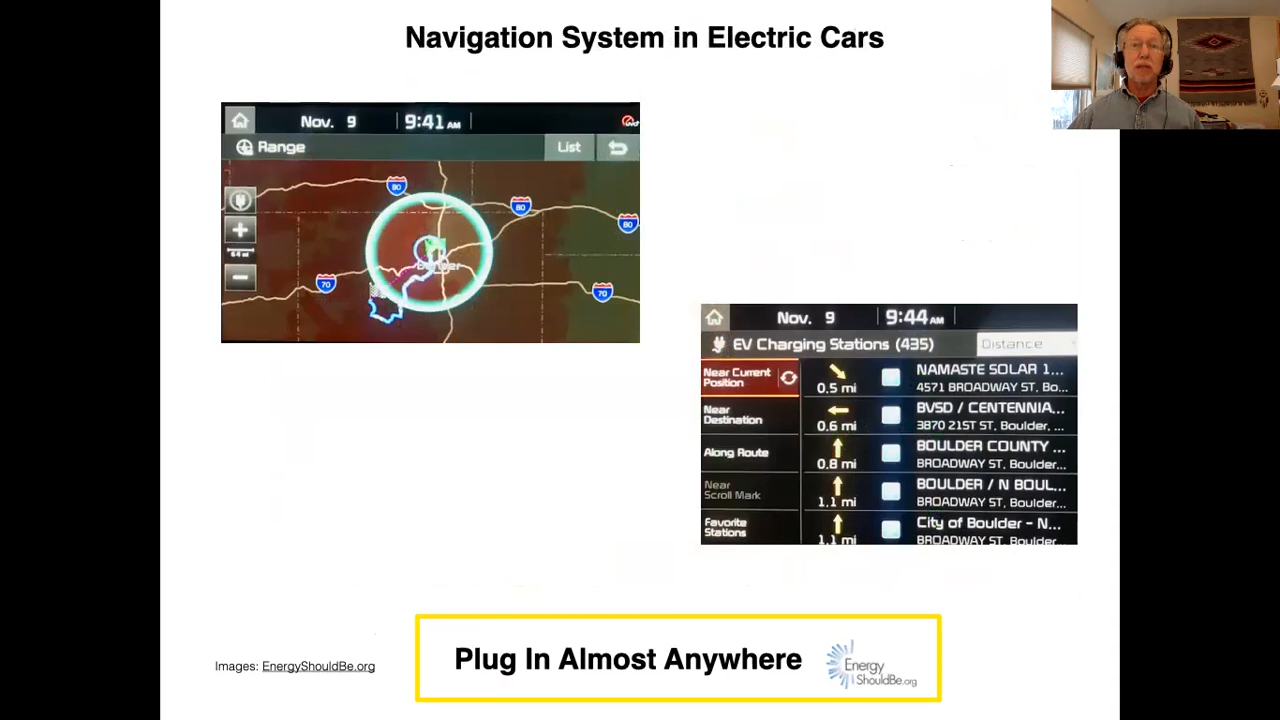 Navigation System in Electric Cars
Nov. 9 9:41 AM
Range List
80
80
80
70
70
Denver
Nov. 9 9:44 AM
EV Charging Stations (435) Distance
Near Current
Position
0.5 mi
NAMASTE SOLAR 1...
4571 BROADWAY ST, Bo...
Near
Destination
0.6 mi
BVSD / CENTENNIA...
3870 21ST ST, Boulder, ...
Along Route
0.8 mi
BOULDER COUNTY ...
BROADWAY ST, Boulder...
Near
Scroll Mark
1.1 mi
BOULDER / N BOUL...
BROADWAY ST, Boulder...
Favorite
Stations
1.1 mi
City of Boulder - N...
BROADWAY ST, Boulder...
Images: EnergyShouldBe.org
Plug In Almost Anywhere
Energy
ShouldBe.org